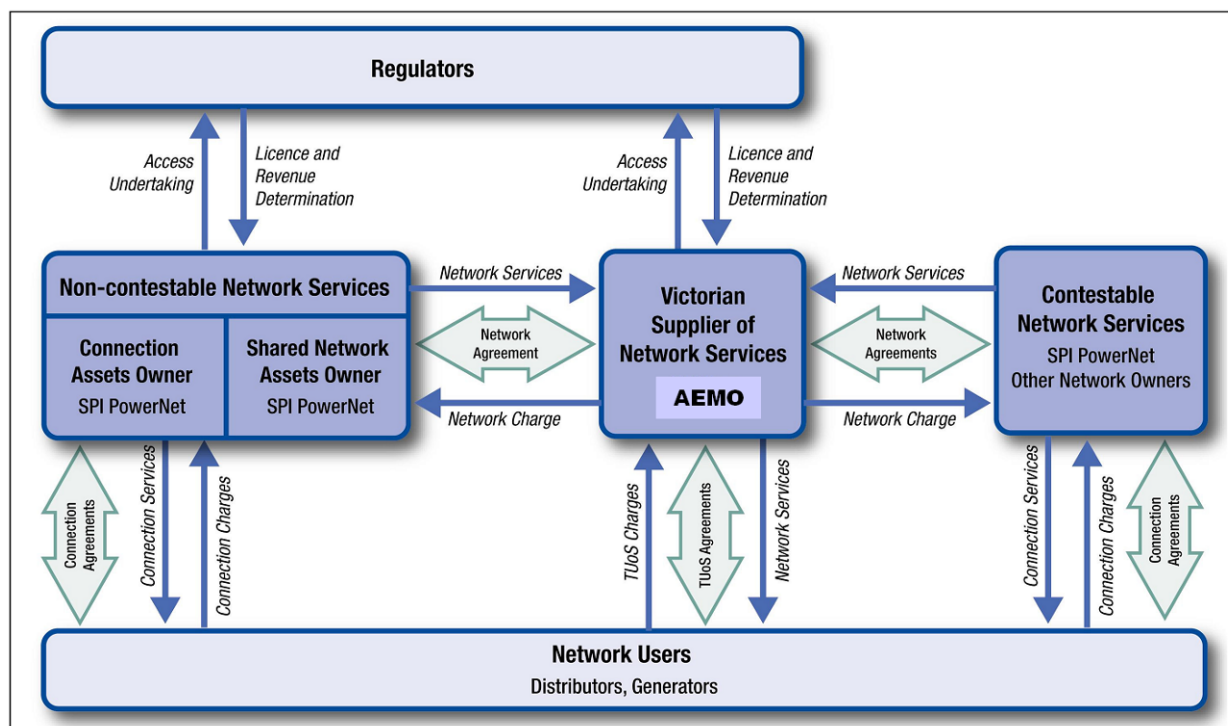 Regulators
Access
Undertaking
Licence and
Revenue
Determination
Access
Undertaking
Licence and
Revenue
Determination
Non-contestable Network Services
Connection
Assets Owner
SPI PowerNet
Shared Network
Assets Owner
SPI PowerNet
Network Services
Network
Agreement
Network Charge
Victorian
Supplier of
Network Services
AEMO
Network Services
Network
Agreements
Network Charge
Contestable
Network Services
SPI PowerNet
Other Network Owners
Connection
Agreements
Connection Services
Connection Charges
TUoS Charges
TUoS Agreements
Network Services
Connection Services
Connection Charges
Connection
Agreements
Network Users
Distributors, Generators